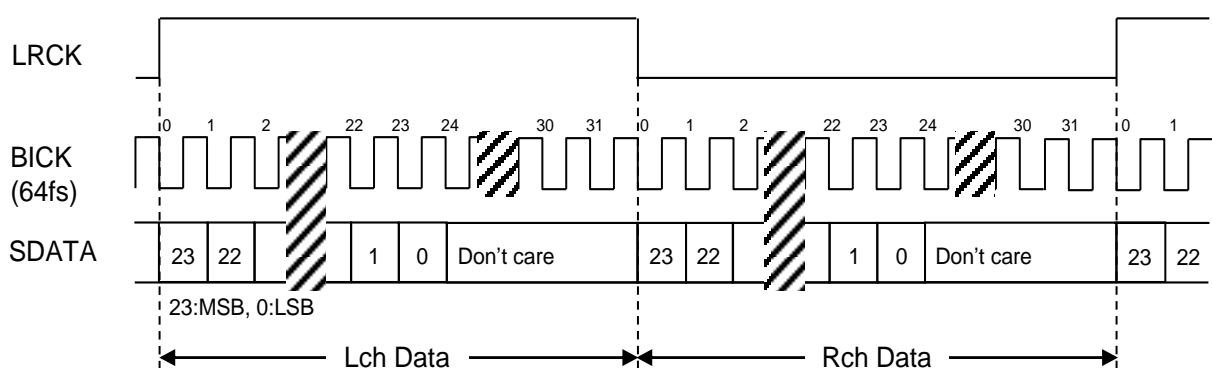 LRCK
0 1 2 22 23 24 30 31 0 1 2 22 23 24 30 31 0 1
BICK
(64fs)
SDATA 23 22 1 0 Don't care 23 22 1 0 Don't care 23 22
23:MSB, 0:LSB
Lch Data Rch Data